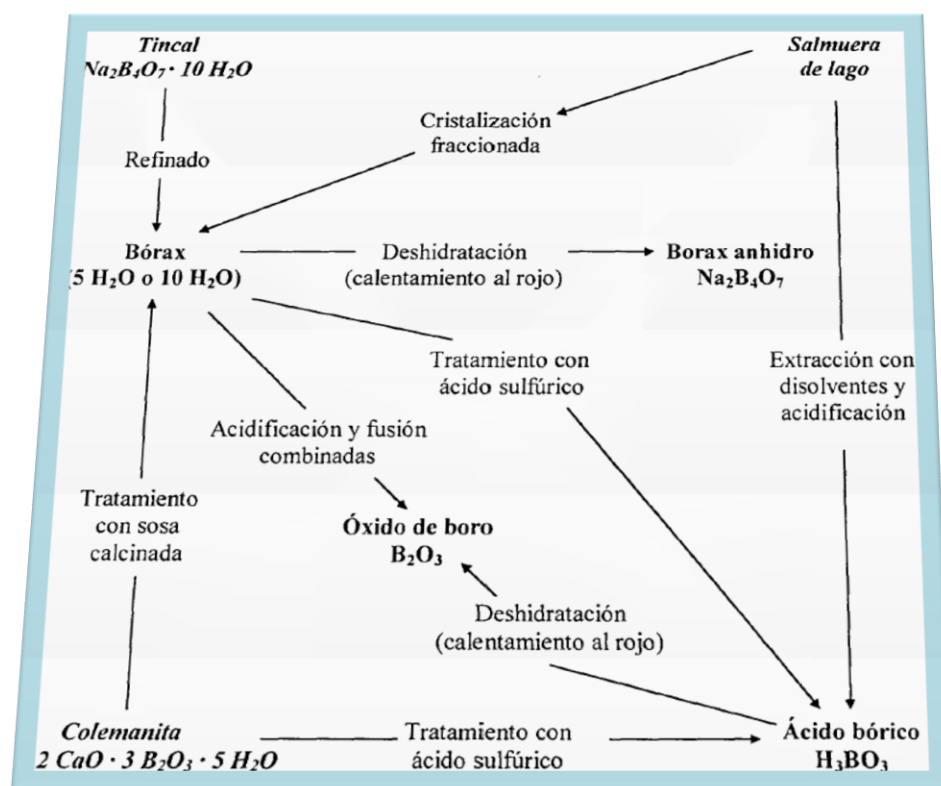 Tincal
Na₂B₄O₇ · 10 H₂O
Salmuera
de lago
Cristalización
fraccionada
Refinado
Bórax
(5 H₂O o 10 H₂O)
Deshidratación
(calentamiento al rojo)
Borax anhidro
Na₂B₄O₇
Tratamiento con
ácido sulfúrico
Extracción con
disolventes y
acidificación
Acidificación y fusión
combinadas
Tratamiento
con sosa
calcinada
Óxido de boro
B₂O₃
Deshidratación
(calentamiento al rojo)
Colemanita
2 CaO · 3 B₂O₃ · 5 H₂O
Tratamiento con
ácido sulfúrico
Ácido bórico
H₃BO₃